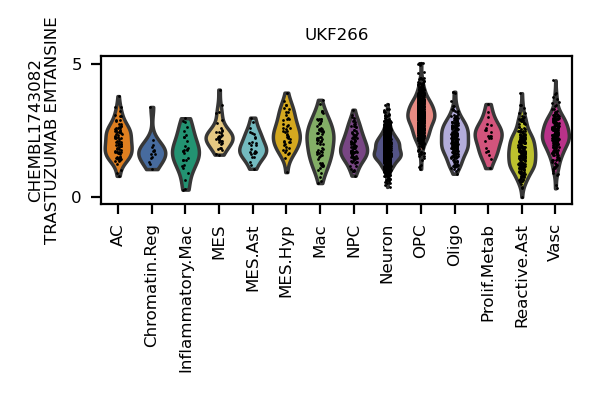 UKF266
CHEMBL1743082
TRASTUZUMAB EMTANSINE
5
0
AC
Chromatin.Reg
Inflammatory.Mac
MES
MES.Ast
MES.Hyp
Mac
NPC
Neuron
OPC
Oligo
Prolif.Metab
Reactive.Ast
Vasc